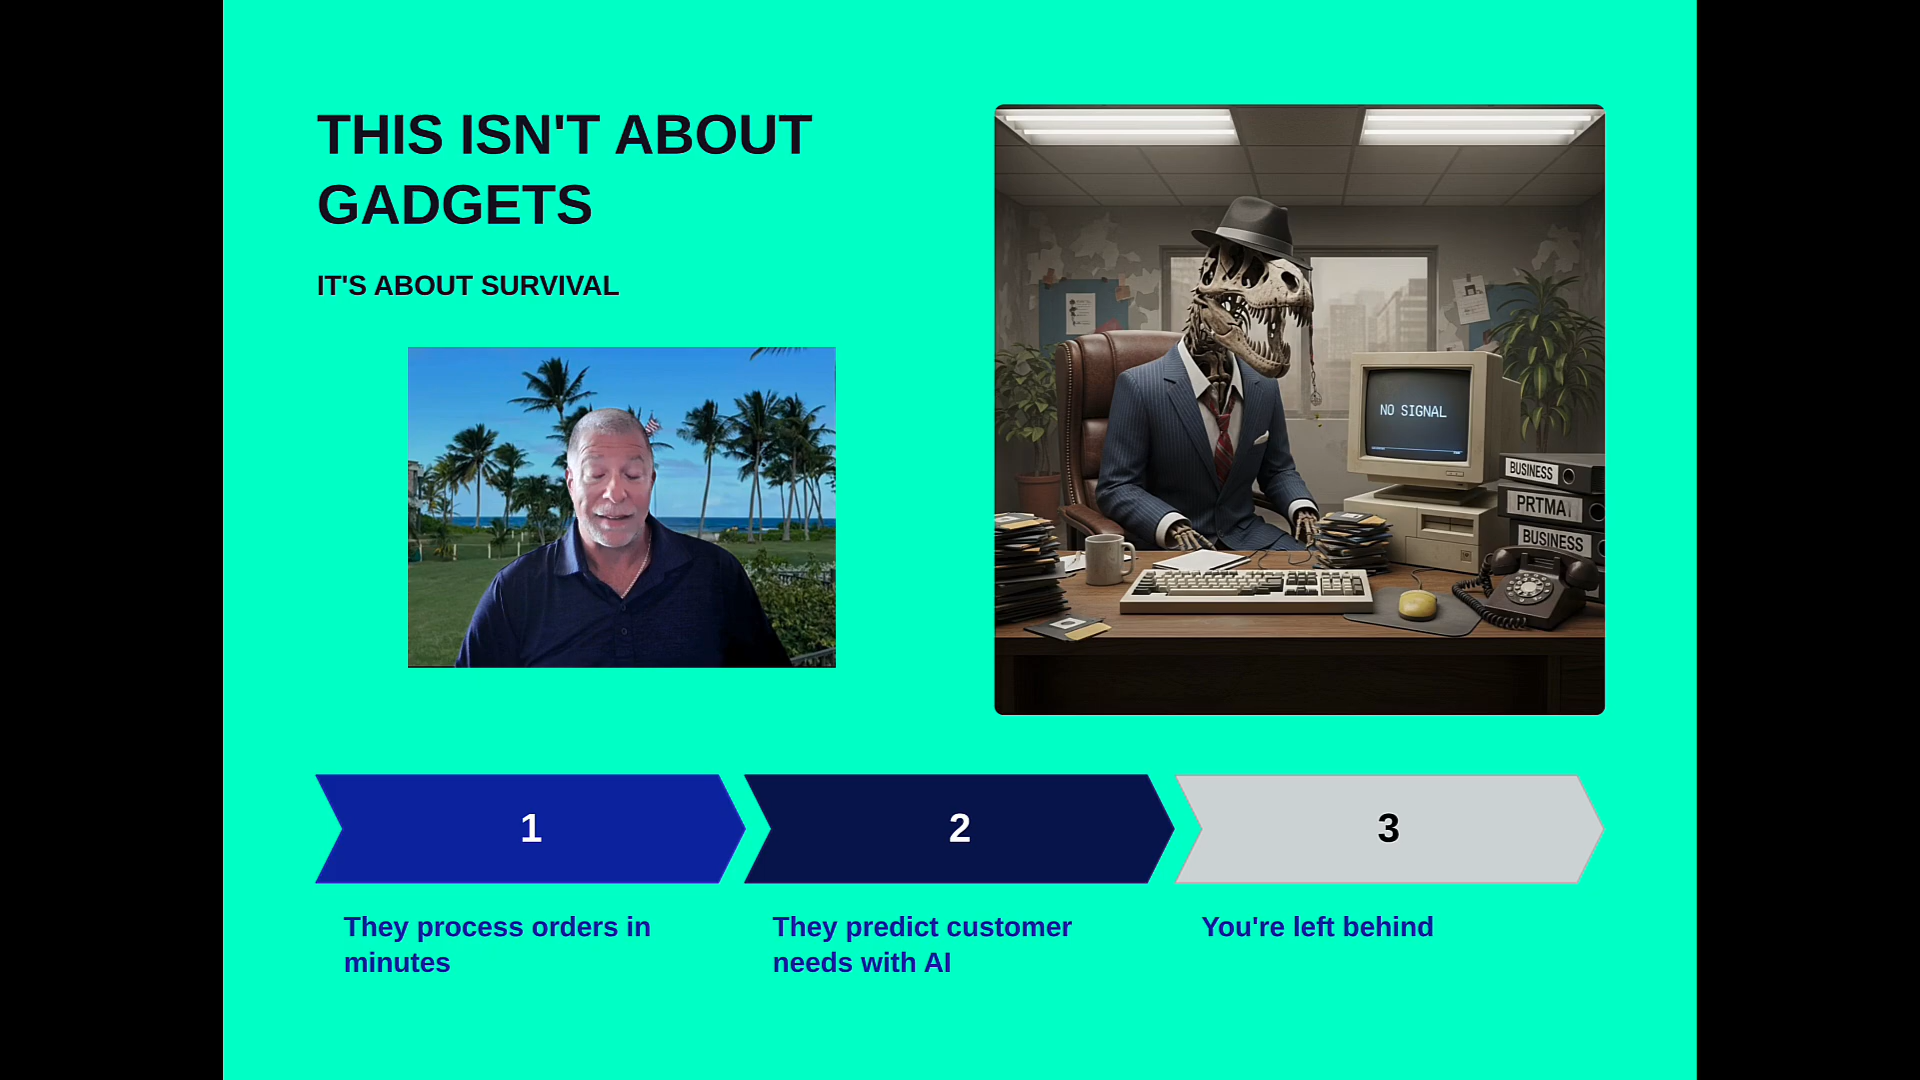 THIS ISN'T ABOUT
GADGETS
IT'S ABOUT SURVIVAL
NO SIGNAL
BUSINESS
PRTMA
BUSINESS
1
2
3
They process orders in
minutes
They predict customer
needs with AI
You're left behind